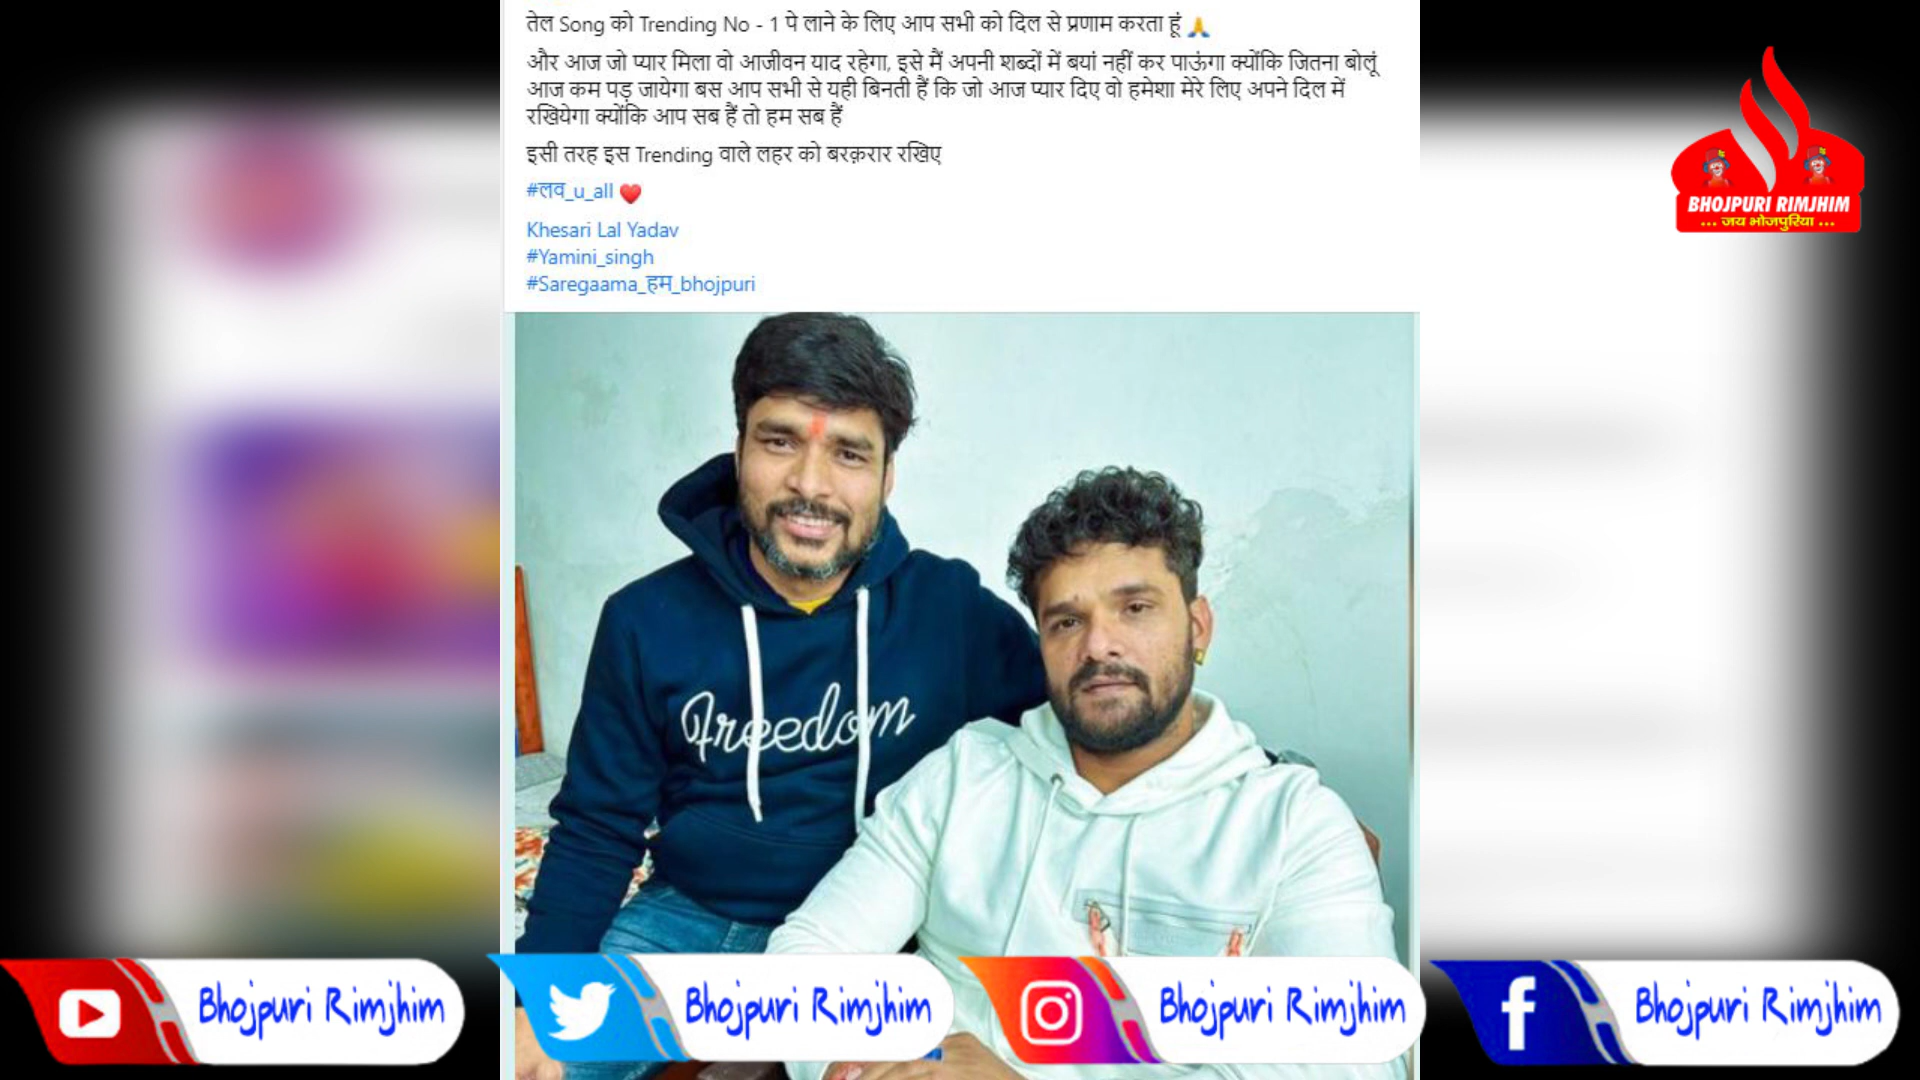 तेल Song को Trending No - 1 पे लाने के लिए आप सभी को दिल से प्रणाम करता हूं 🙏
और आज जो प्यार मिला वो आजीवन याद रहेगा, इसे मैं अपनी शब्दों में बयां नहीं कर पाऊंगा क्योंकि जितना बोलूं
आज कम पड़ जायेगा बस आप सभी से यही बिनती हैं कि जो आज प्यार दिए वो हमेशा मेरे लिए अपने दिल में
रखियेगा क्योंकि आप सब हैं तो हम सब हैं
इसी तरह इस Trending वाले लहर को बरक़रार रखिए
#लव_u_all ❤️
Khesari Lal Yadav
#Yamini_singh
#Saregaama_हम_bhojpuri
BHOJPURI RIMJHIM
... जय भोजपुरिया ...
Freedom
Bhojpuri Rimjhim
Bhojpuri Rimjhim
Bhojpuri Rimjhim
Bhojpuri Rimjhim